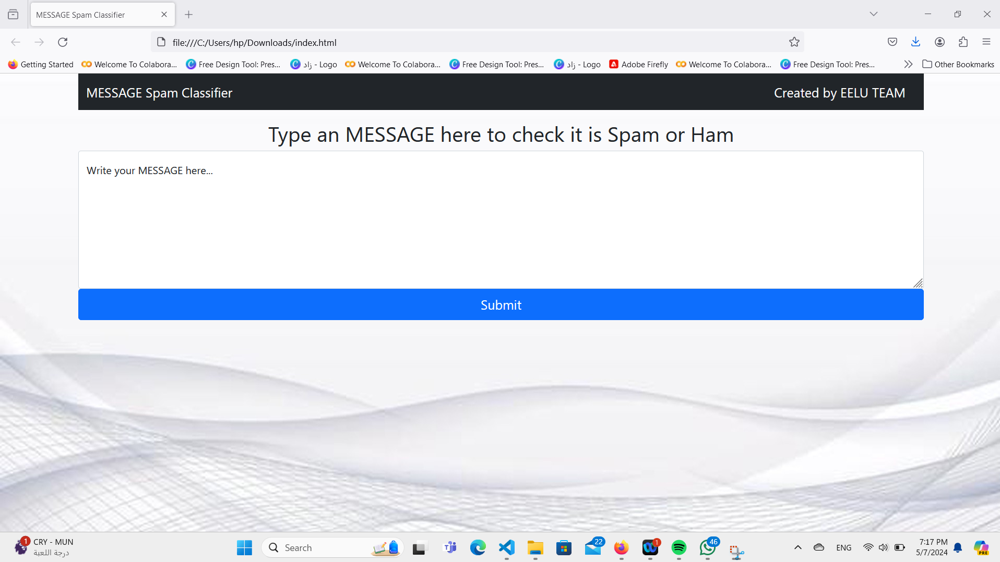 MESSAGE Spam Classifier
file:///C:/Users/hp/Downloads/index.html
Getting Started
Welcome To Colabora...
Free Design Tool: Pres...
زاد - Logo
Welcome To Colabora...
Free Design Tool: Pres...
زاد - Logo
Adobe Firefly
Welcome To Colabora...
Free Design Tool: Pres...
Other Bookmarks
MESSAGE Spam Classifier
Created by EELU TEAM
Type an MESSAGE here to check it is Spam or Ham
Write your MESSAGE here...
Submit
1
CRY - MUN
درجة اللعبة
Search
22
1
46
ENG
7:17 PM
5/7/2024
PRE